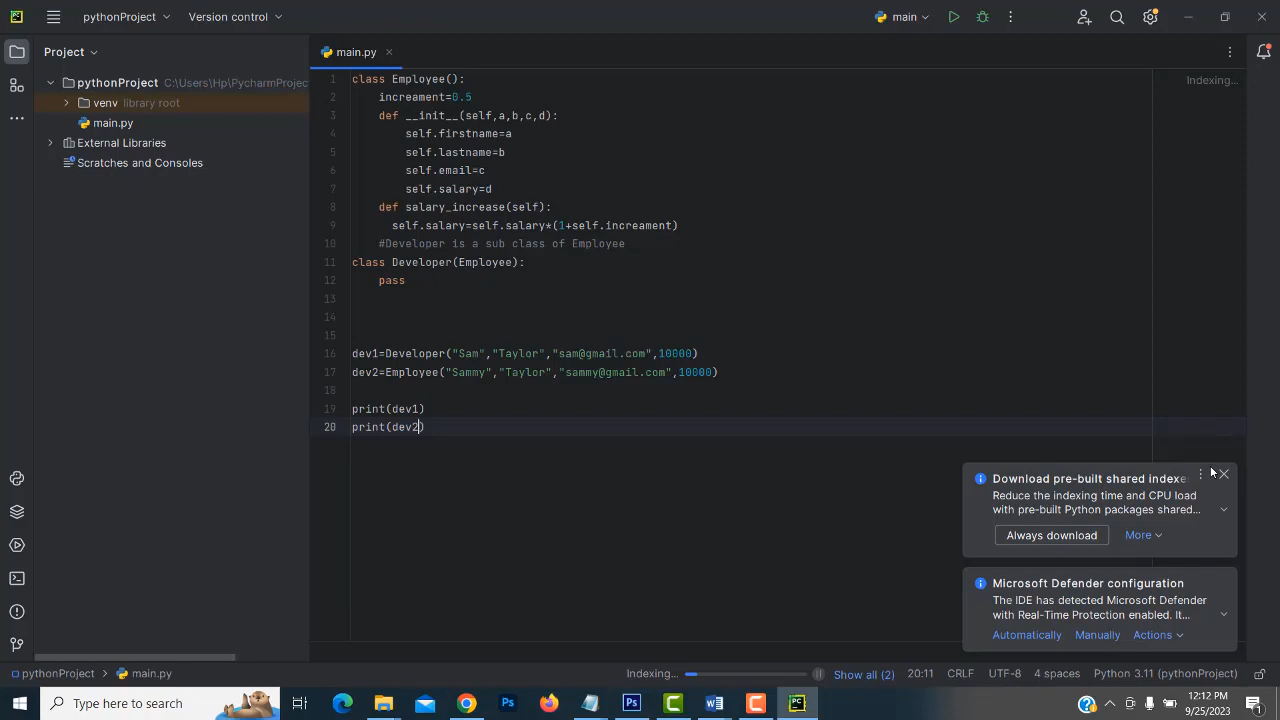 pythonProject
Version control
main
Project
main.py
pythonProject C:\Users\Hp\PycharmProjec
venv library root
main.py
External Libraries
Scratches and Consoles
Indexing...
1 class Employee():
2 increament=0.5
3 def __init__(self,a,b,c,d):
4 self.firstname=a
5 self.lastname=b
6 self.email=c
7 self.salary=d
8 def salary_increase(self):
9 self.salary=self.salary*(1+self.increament)
10 #Developer is a sub class of Employee
11 class Developer(Employee):
12 pass
13
14
15
16 dev1=Developer("Sam","Taylor","sam@gmail.com",10000)
17 dev2=Employee("Sammy","Taylor","sammy@gmail.com",10000)
18
19 print(dev1)
20 print(dev2)
Download pre-built shared indexe
Reduce the indexing time and CPU load
with pre-built Python packages shared...
Always download More
Microsoft Defender configuration
The IDE has detected Microsoft Defender
with Real-Time Protection enabled. It...
Automatically Manually Actions
pythonProject > main.py
Indexing... Show all (2) 20:11 CRLF UTF-8 4 spaces Python 3.11 (pythonProject)
Type here to search
12:12 PM
9/25/2023